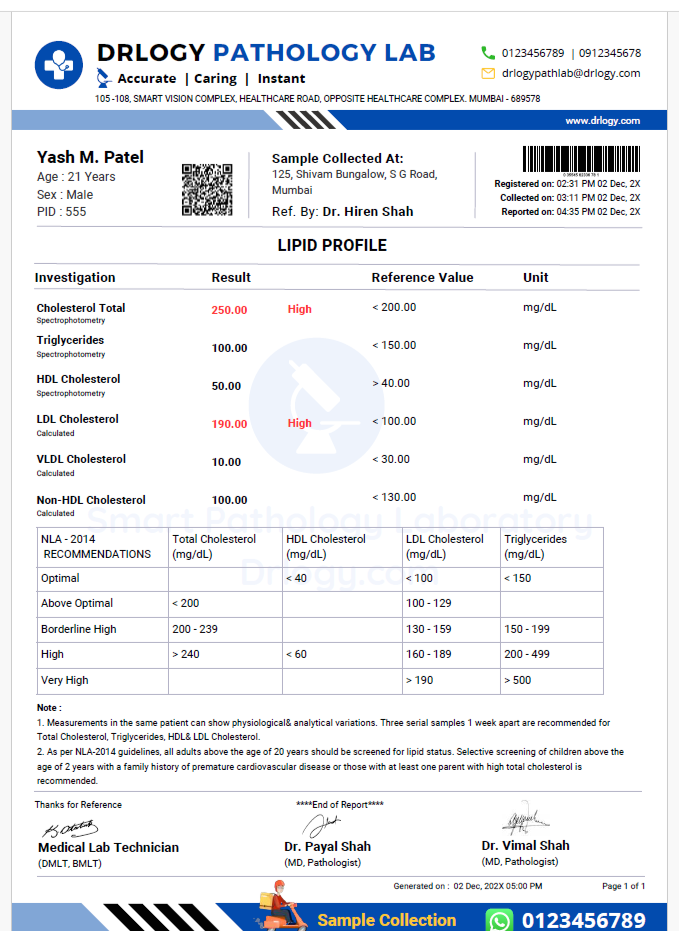 DRLOGY PATHOLOGY LAB
Accurate | Caring | Instant
0123456789 | 0912345678
drlogypathlab@drlogy.com
105 -108, SMART VISION COMPLEX, HEALTHCARE ROAD, OPPOSITE HEALTHCARE COMPLEX. MUMBAI - 689578
www.drlogy.com
Yash M. Patel
Age : 21 Years
Sex : Male
PID : 555
Sample Collected At:
125, Shivam Bungalow, S G Road,
Mumbai
Ref. By: Dr. Hiren Shah
Registered on: 02:31 PM 02 Dec, 2X
Collected on: 03:11 PM 02 Dec, 2X
Reported on: 04:35 PM 02 Dec, 2X
LIPID PROFILE
Investigation Result Reference Value Unit
Cholesterol Total 250.00 High < 200.00 mg/dL
Spectrophotometry
Triglycerides 100.00 < 150.00 mg/dL
Spectrophotometry
HDL Cholesterol 50.00 > 40.00 mg/dL
Spectrophotometry
LDL Cholesterol 190.00 High < 100.00 mg/dL
Calculated
VLDL Cholesterol 10.00 < 30.00 mg/dL
Calculated
Non-HDL Cholesterol 100.00 < 130.00 mg/dL
Calculated
Smart Pathology Laboratory
Drlogy.com
NLA - 2014 RECOMMENDATIONS Total Cholesterol (mg/dL) HDL Cholesterol (mg/dL) LDL Cholesterol (mg/dL) Triglycerides (mg/dL)
Optimal < 40 < 100 < 150
Above Optimal < 200 100 - 129
Borderline High 200 - 239 130 - 159 150 - 199
High > 240 < 60 160 - 189 200 - 499
Very High > 190 > 500
Note :
1. Measurements in the same patient can show physiological& analytical variations. Three serial samples 1 week apart are recommended for
Total Cholesterol, Triglycerides, HDL& LDL Cholesterol.
2. As per NLA-2014 guidelines, all adults above the age of 20 years should be screened for lipid status. Selective screening of children above the
age of 2 years with a family history of premature cardiovascular disease or those with at least one parent with high total cholesterol is
recommended.
Thanks for Reference ****End of Report****
Medical Lab Technician
(DMLT, BMLT)
Dr. Payal Shah
(MD, Pathologist)
Dr. Vimal Shah
(MD, Pathologist)
Generated on : 02 Dec, 202X 05:00 PM Page 1 of 1
Sample Collection 0123456789